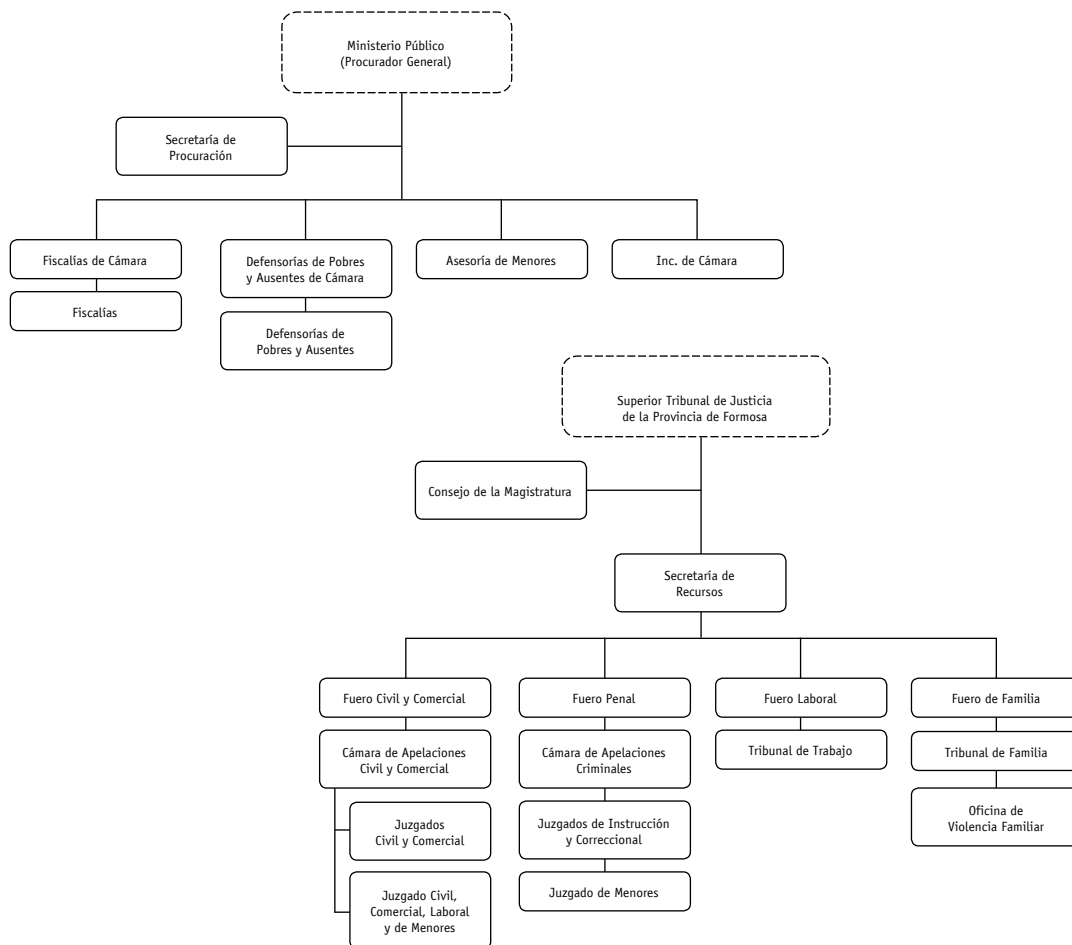 Ministerio Público
(Procurador General)
Secretaría de
Procuración
Fiscalías de Cámara
Defensorías de Pobres
y Ausentes de Cámara
Asesoría de Menores
Inc. de Cámara
Fiscalías
Defensorías de
Pobres y Ausentes
Superior Tribunal de Justicia
de la Provincia de Formosa
Consejo de la Magistratura
Secretaría de
Recursos
Fuero Civil y Comercial
Fuero Penal
Fuero Laboral
Fuero de Familia
Cámara de Apelaciones
Civil y Comercial
Cámara de Apelaciones
Criminales
Tribunal de Trabajo
Tribunal de Familia
Juzgados
Civil y Comercial
Juzgados de Instrucción
y Correccional
Oficina de
Violencia Familiar
Juzgado Civil,
Comercial, Laboral
y de Menores
Juzgado de Menores